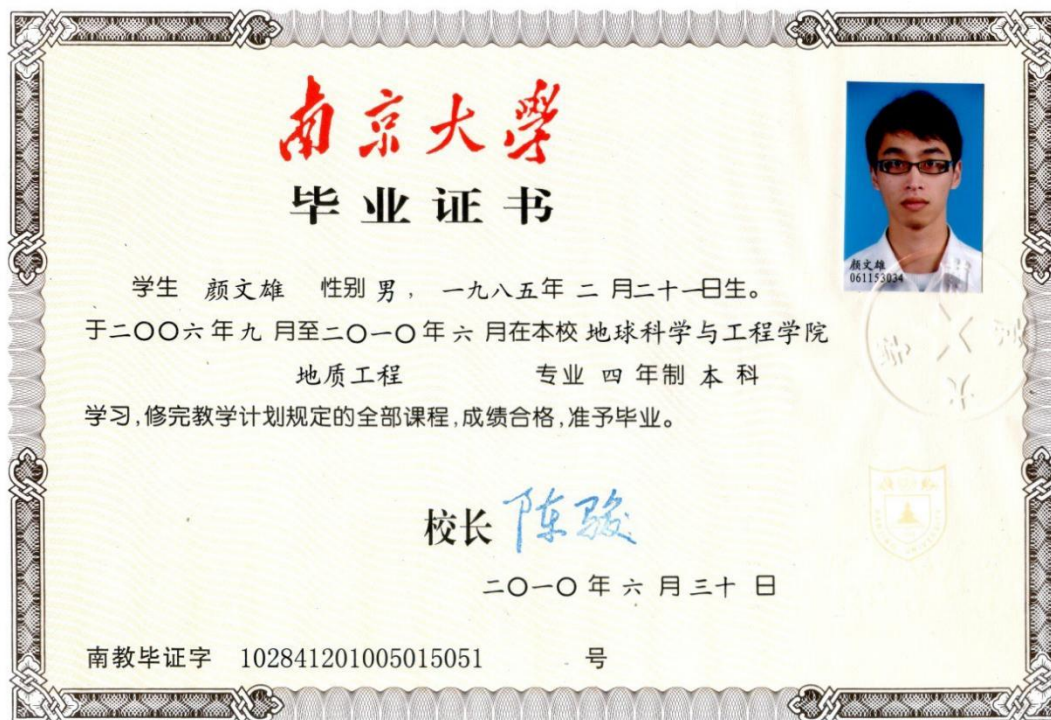 南京大學
毕业证书
颜文雄
061153034
学生 颜文雄 性别 男，一九八五年 二 月二十一日生。
于二〇〇六年九 月至二〇一〇年 六 月在本校 地球科学与工程学院
地质工程 专业 四 年制 本 科
学习,修完教学计划规定的全部课程,成绩合格,准予毕业。
校长 陈骏
二〇一〇 年 六 月 三十 日
南教毕证字 102841201005015051 号